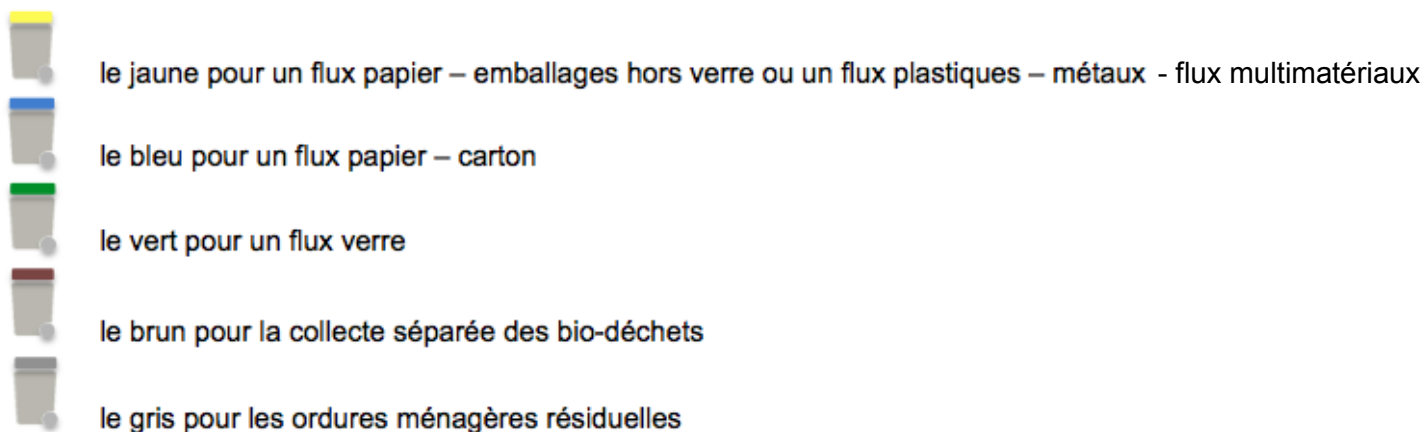 le jaune pour un flux papier – emballages hors verre ou un flux plastiques – métaux - flux multimatériaux
le bleu pour un flux papier – carton
le vert pour un flux verre
le brun pour la collecte séparée des bio-déchets
le gris pour les ordures ménagères résiduelles